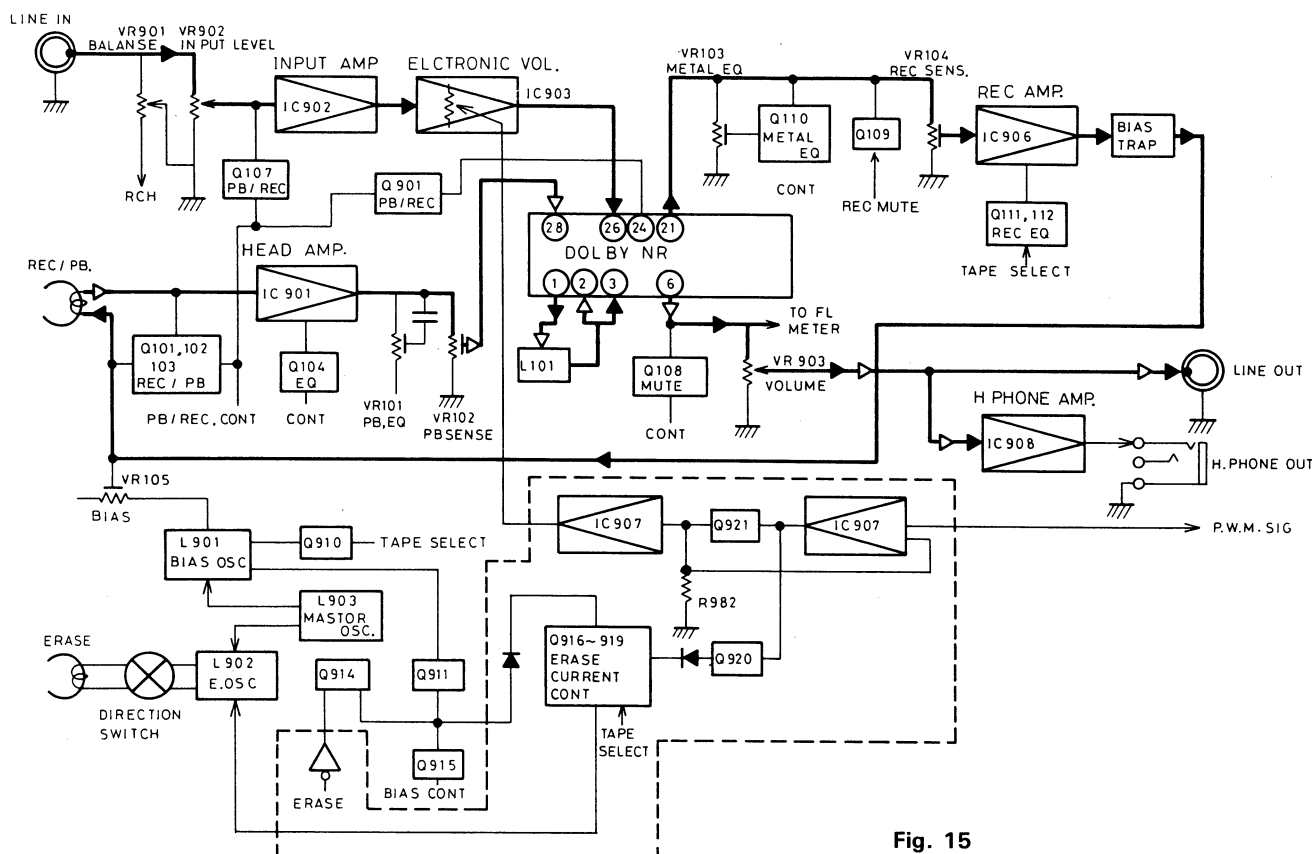 LINE IN
VR901
BALANSE
VR902
INPUT LEVEL
RCH
INPUT AMP
IC902
ELCTRONIC VOL.
IC903
Q107
PB/REC
Q901
PB/REC
VR103
METAL EQ
Q110
METAL
EQ
CONT
Q109
REC MUTE
VR104
REC SENS.
REC AMP.
IC906
BIAS
TRAP
Q111, 112
REC EQ
TAPE SELECT
28
26
24
21
DOLBY NR
1
2
3
6
L101
REC / PB.
HEAD AMP.
IC 901
Q101, 102
103
REC / PB
PB/REC, CONT
Q104
EQ
CONT
VR101
PB, EQ
VR102
PBSENSE
TO FL
METER
Q108
MUTE
CONT
VR 903
VOLUME
LINE OUT
H PHONE AMP.
IC908
H. PHONE OUT
VR105
BIAS
L901
BIAS OSC
Q910
TAPE SELECT
L903
MASTOR
OSC.
ERASE
L902
E.OSC
DIRECTION
SWITCH
Q914
Q911
Q915
ERASE
BIAS CONT
IC907
Q921
IC907
P.W.M. SIG
R982
Q916~919
ERASE
CURRENT
CONT
Q920
TAPE
SELECT
Fig. 15